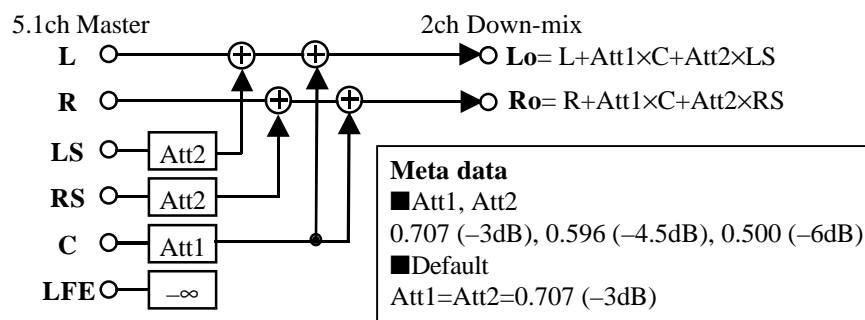 5.1ch Master
2ch Down-mix
L
Lo= L+Att1×C+Att2×LS
R
Ro= R+Att1×C+Att2×RS
LS
Att2
RS
Att2
C
Att1
LFE
–∞
Meta data
■Att1, Att2
0.707 (–3dB), 0.596 (–4.5dB), 0.500 (–6dB)
■Default
Att1=Att2=0.707 (–3dB)